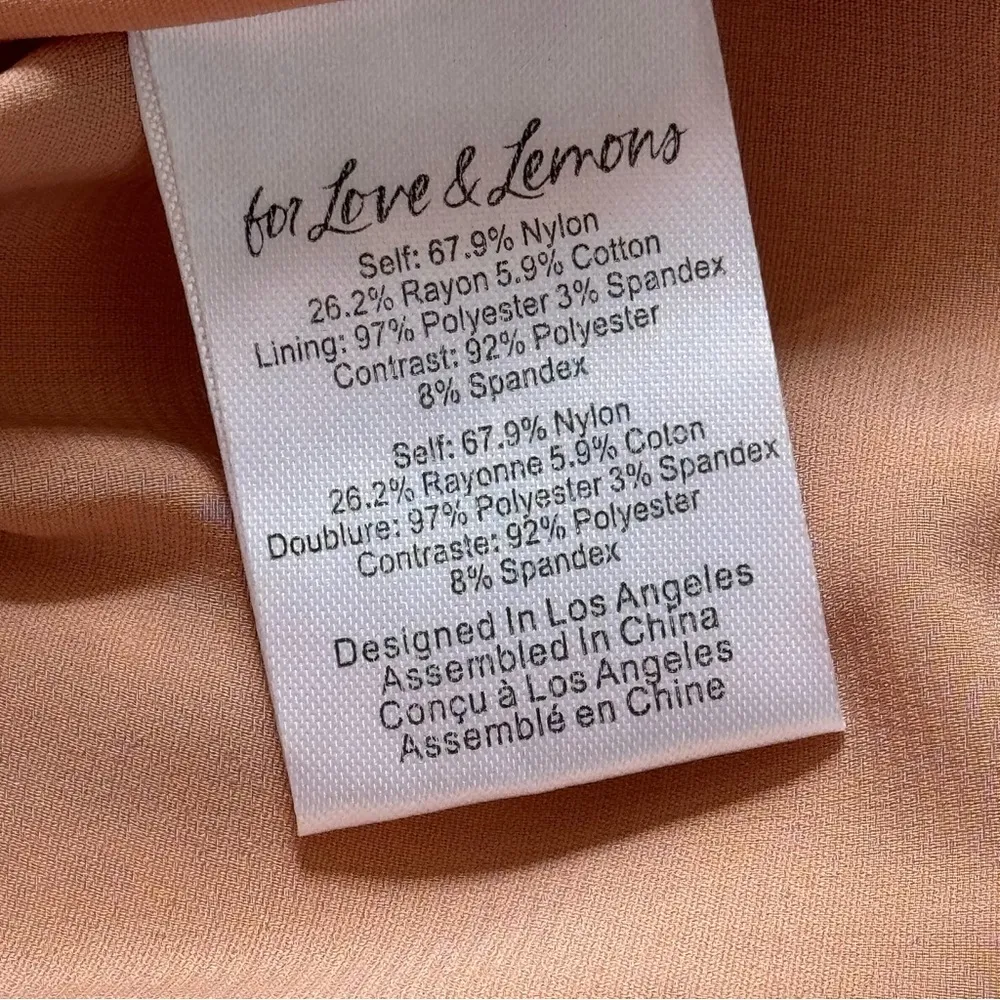 for Love & Lemons
Self: 67.9% Nylon
26.2% Rayon 5.9% Cotton
Lining: 97% Polyester 3% Spandex
Contrast: 92% Polyester
8% Spandex
Self: 67.9% Nylon
26.2% Rayonne 5.9% Coton
Doublure: 97% Polyester 3% Spandex
Contraste: 92% Polyester
8% Spandex
Designed In Los Angeles
Assembled In China
Conçu à Los Angeles
Assemblé en Chine